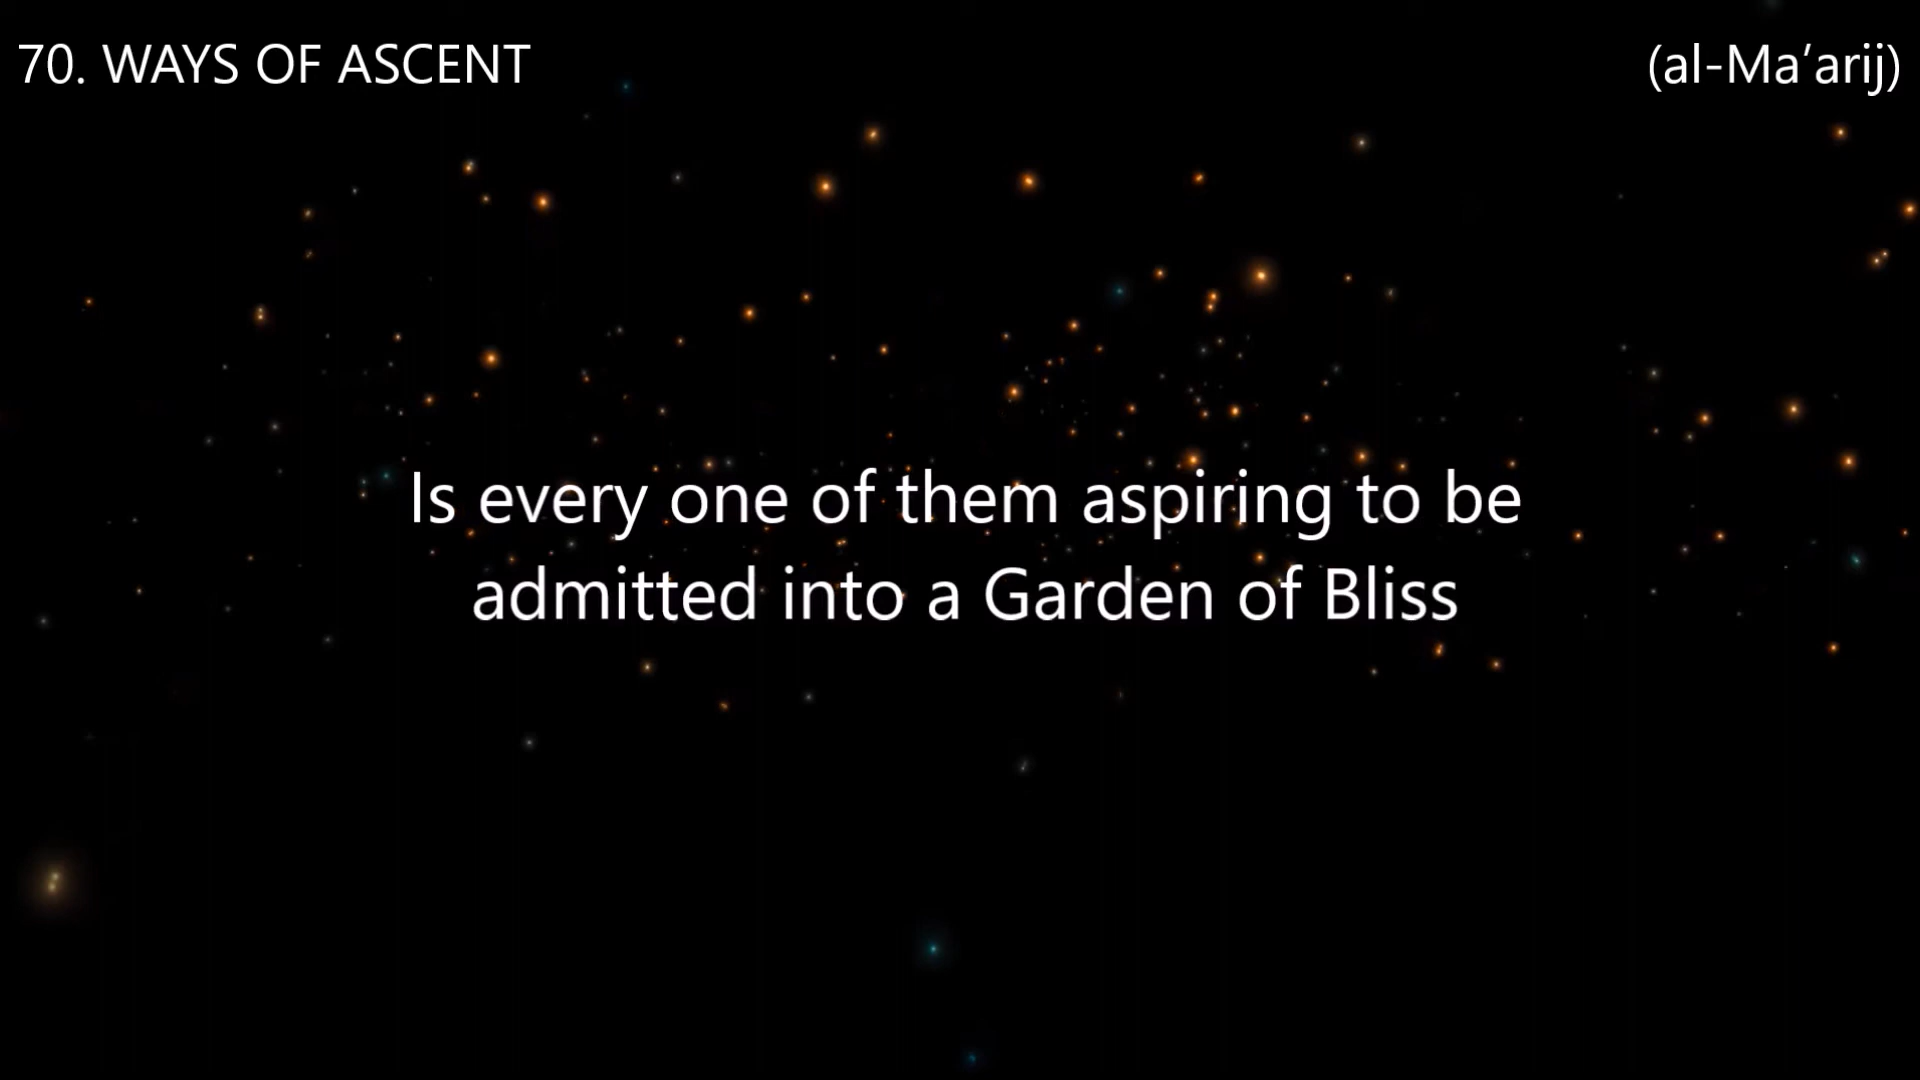 70. WAYS OF ASCENT
(al-Ma’arij)
Is every one of them aspiring to be
admitted into a Garden of Bliss